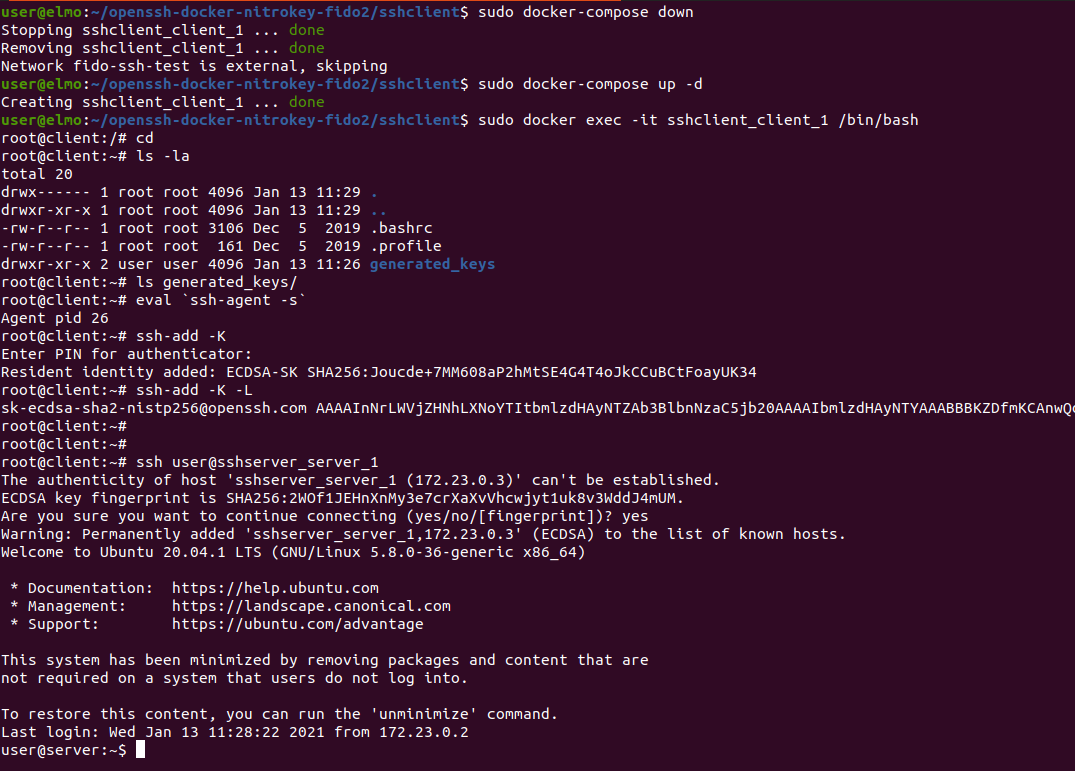 user@elmo:~/openssh-docker-nitrokey-fido2/sshclient$ sudo docker-compose down
Stopping sshclient_client_1 ... done
Removing sshclient_client_1 ... done
Network fido-ssh-test is external, skipping
user@elmo:~/openssh-docker-nitrokey-fido2/sshclient$ sudo docker-compose up -d
Creating sshclient_client_1 ... done
user@elmo:~/openssh-docker-nitrokey-fido2/sshclient$ sudo docker exec -it sshclient_client_1 /bin/bash
root@client:/# cd
root@client:~# ls -la
total 20
drwx------ 1 root root 4096 Jan 13 11:29 .
drwxr-xr-x 1 root root 4096 Jan 13 11:29 ..
-rw-r--r-- 1 root root 3106 Dec  5  2019 .bashrc
-rw-r--r-- 1 root root  161 Dec  5  2019 .profile
drwxr-xr-x 2 user user 4096 Jan 13 11:26 generated_keys
root@client:~# ls generated_keys/
root@client:~# eval `ssh-agent -s`
Agent pid 26
root@client:~# ssh-add -K
Enter PIN for authenticator:
Resident identity added: ECDSA-SK SHA256:Joucde+7MM608aP2hMtSE4G4T4oJkCCuBCtFoayUK34
root@client:~# ssh-add -K -L
sk-ecdsa-sha2-nistp256@openssh.com AAAAInNrLWVjZHNhLXNoYTItbmlzdHAyNTZAb3BlbnNzaC5jb20AAAAIbmlzdHAyNTYAAABBBKZDfmKCAnwQ
root@client:~#
root@client:~#
root@client:~# ssh user@sshserver_server_1
The authenticity of host 'sshserver_server_1 (172.23.0.3)' can't be established.
ECDSA key fingerprint is SHA256:2WOf1JEHnXnMy3e7crXaXvVhcwjyt1uk8v3WddJ4mUM.
Are you sure you want to continue connecting (yes/no/[fingerprint])? yes
Warning: Permanently added 'sshserver_server_1,172.23.0.3' (ECDSA) to the list of known hosts.
Welcome to Ubuntu 20.04.1 LTS (GNU/Linux 5.8.0-36-generic x86_64)

 * Documentation:  https://help.ubuntu.com
 * Management:     https://landscape.canonical.com
 * Support:        https://ubuntu.com/advantage

This system has been minimized by removing packages and content that are
not required on a system that users do not log into.

To restore this content, you can run the 'unminimize' command.
Last login: Wed Jan 13 11:28:22 2021 from 172.23.0.2
user@server:~$